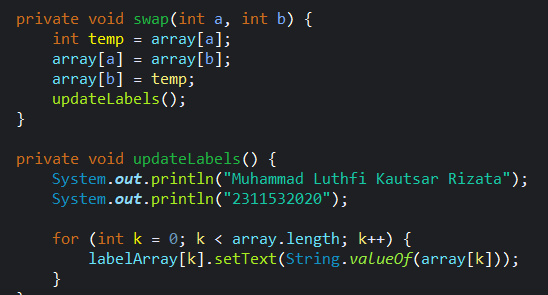 private void swap(int a, int b) {
    int temp = array[a];
    array[a] = array[b];
    array[b] = temp;
    updateLabels();
}

private void updateLabels() {
    System.out.println("Muhammad Luthfi Kautsar Rizata");
    System.out.println("2311532020");

    for (int k = 0; k < array.length; k++) {
        labelArray[k].setText(String.valueOf(array[k]));
    }
}